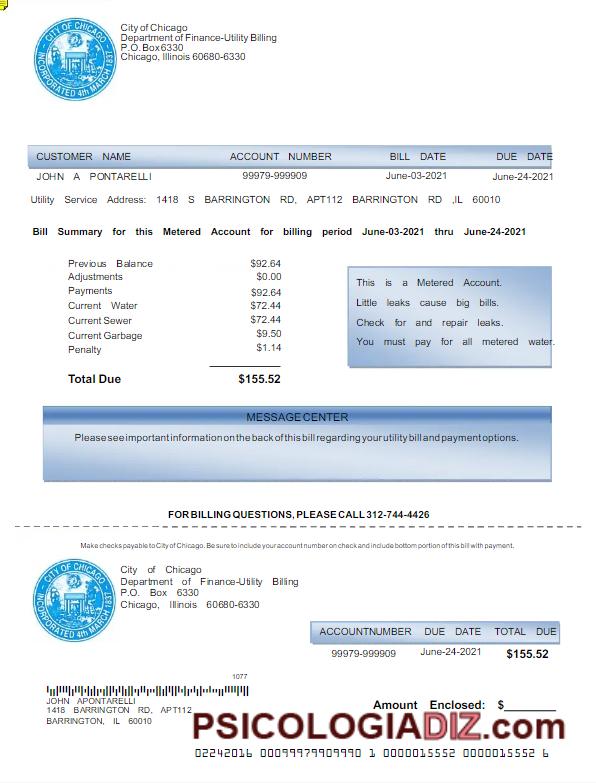 CITY OF CHICAGO
INCORPORATED 4th MARCH 1837
City of Chicago
Department of Finance-Utility Billing
P.O. Box 6330
Chicago, Illinois 60680-6330
CUSTOMER NAME ACCOUNT NUMBER BILL DATE DUE DATE
JOHN A PONTARELLI 99979-999909 June-03-2021 June-24-2021
Utility Service Address: 1418 S BARRINGTON RD, APT112 BARRINGTON RD ,IL 60010
Bill Summary for this Metered Account for billing period June-03-2021 thru June-24-2021
Previous Balance $92.64
Adjustments $0.00
Payments $92.64
Current Water $72.44
Current Sewer $72.44
Current Garbage $9.50
Penalty $1.14
Total Due $155.52
This is a Metered Account.
Little leaks cause big bills.
Check for and repair leaks.
You must pay for all metered water.
MESSAGE CENTER
Please see important information on the back of this bill regarding your utility bill and payment options.
FOR BILLING QUESTIONS, PLEASE CALL 312-744-4426
Make checks payable to City of Chicago. Be sure to include your account number on check and include bottom portion of this bill with payment.
CITY OF CHICAGO
INCORPORATED 4th MARCH 1837
City of Chicago
Department of Finance-Utility Billing
P.O. Box 6330
Chicago, Illinois 60680-6330
ACCOUNTNUMBER DUE DATE TOTAL DUE
99979-999909 June-24-2021 $155.52
1077
JOHN APONTARELLI
1418 BARRINGTON RD, APT112
BARRINGTON, IL 60010
Amount Enclosed: $
PSICOLOGIADIZ.com
02242016 00099979909990 1 0000015552 0000015552 6